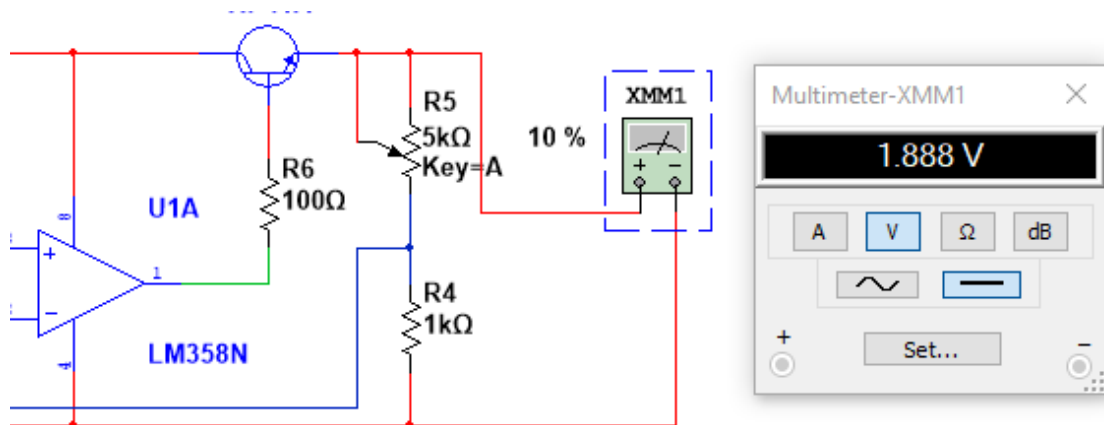 XMM1
Multimeter-XMM1
R5
5kΩ
Key=A
10 %
1.888 V
+ −
R6
100Ω
U1A
8
A
V
Ω
dB
+
1
−
R4
1kΩ
LM358N
4
+
Set...
−